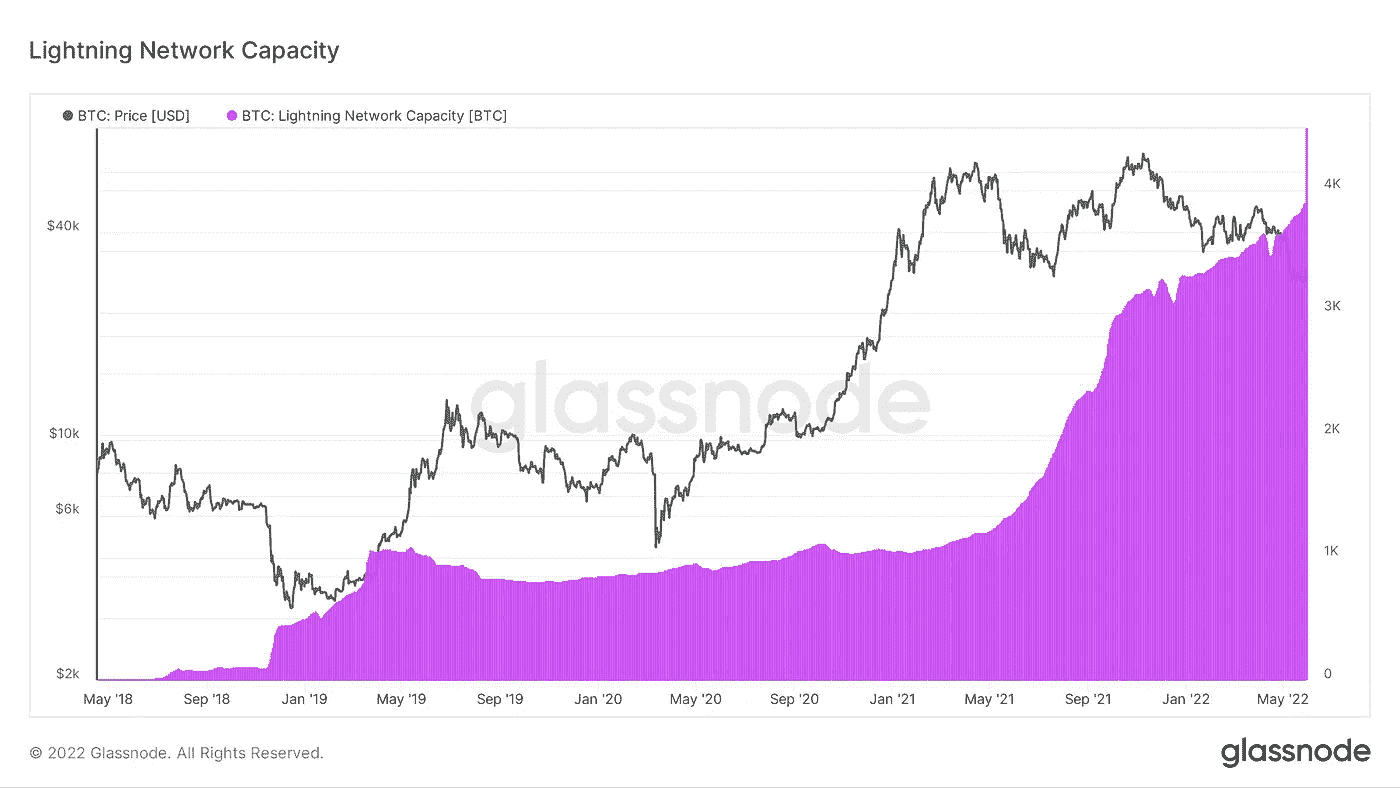 Lightning Network Capacity
BTC: Price [USD] BTC: Lightning Network Capacity [BTC]
4K
$40k
3K
glassnode
$10k
2K
$6k
1K
$2k
0
May '18 Sep '18 Jan '19 May '19 Sep '19 Jan '20 May '20 Sep '20 Jan '21 May '21 Sep '21 Jan '22 May '22
© 2022 Glassnode. All Rights Reserved.
glassnode